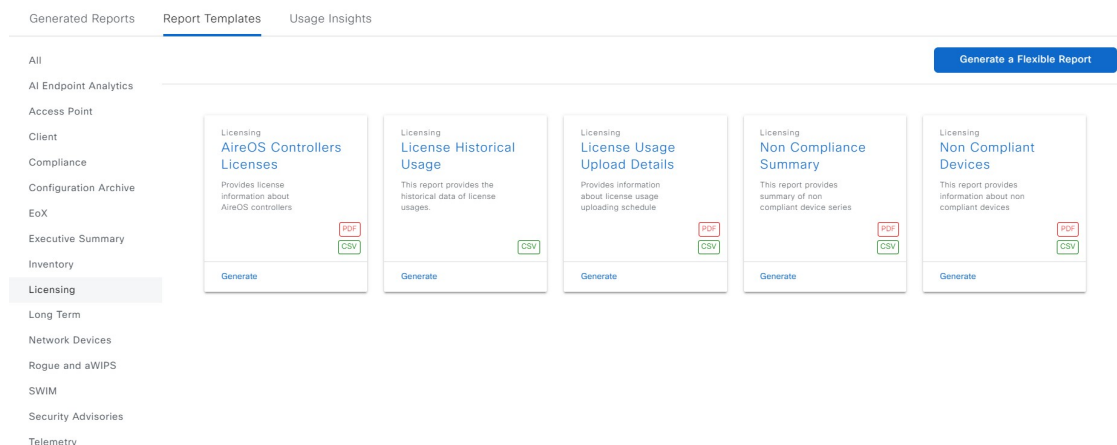 Generated Reports
Report Templates
Usage Insights
All
AI Endpoint Analytics
Access Point
Client
Compliance
Configuration Archive
EoX
Executive Summary
Inventory
Licensing
Long Term
Network Devices
Rogue and aWIPS
SWIM
Security Advisories
Telemetry
Generate a Flexible Report
Licensing
AireOS Controllers
Licenses
Provides license
information about
AireOS controllers
PDF
CSV
Generate
Licensing
License Historical
Usage
This report provides the
historical data of license
usages.
CSV
Generate
Licensing
License Usage
Upload Details
Provides information
about license usage
uploading schedule
PDF
CSV
Generate
Licensing
Non Compliance
Summary
This report provides
summary of non
compliant device series
PDF
CSV
Generate
Licensing
Non Compliant
Devices
This report provides
information about non
compliant devices
PDF
CSV
Generate